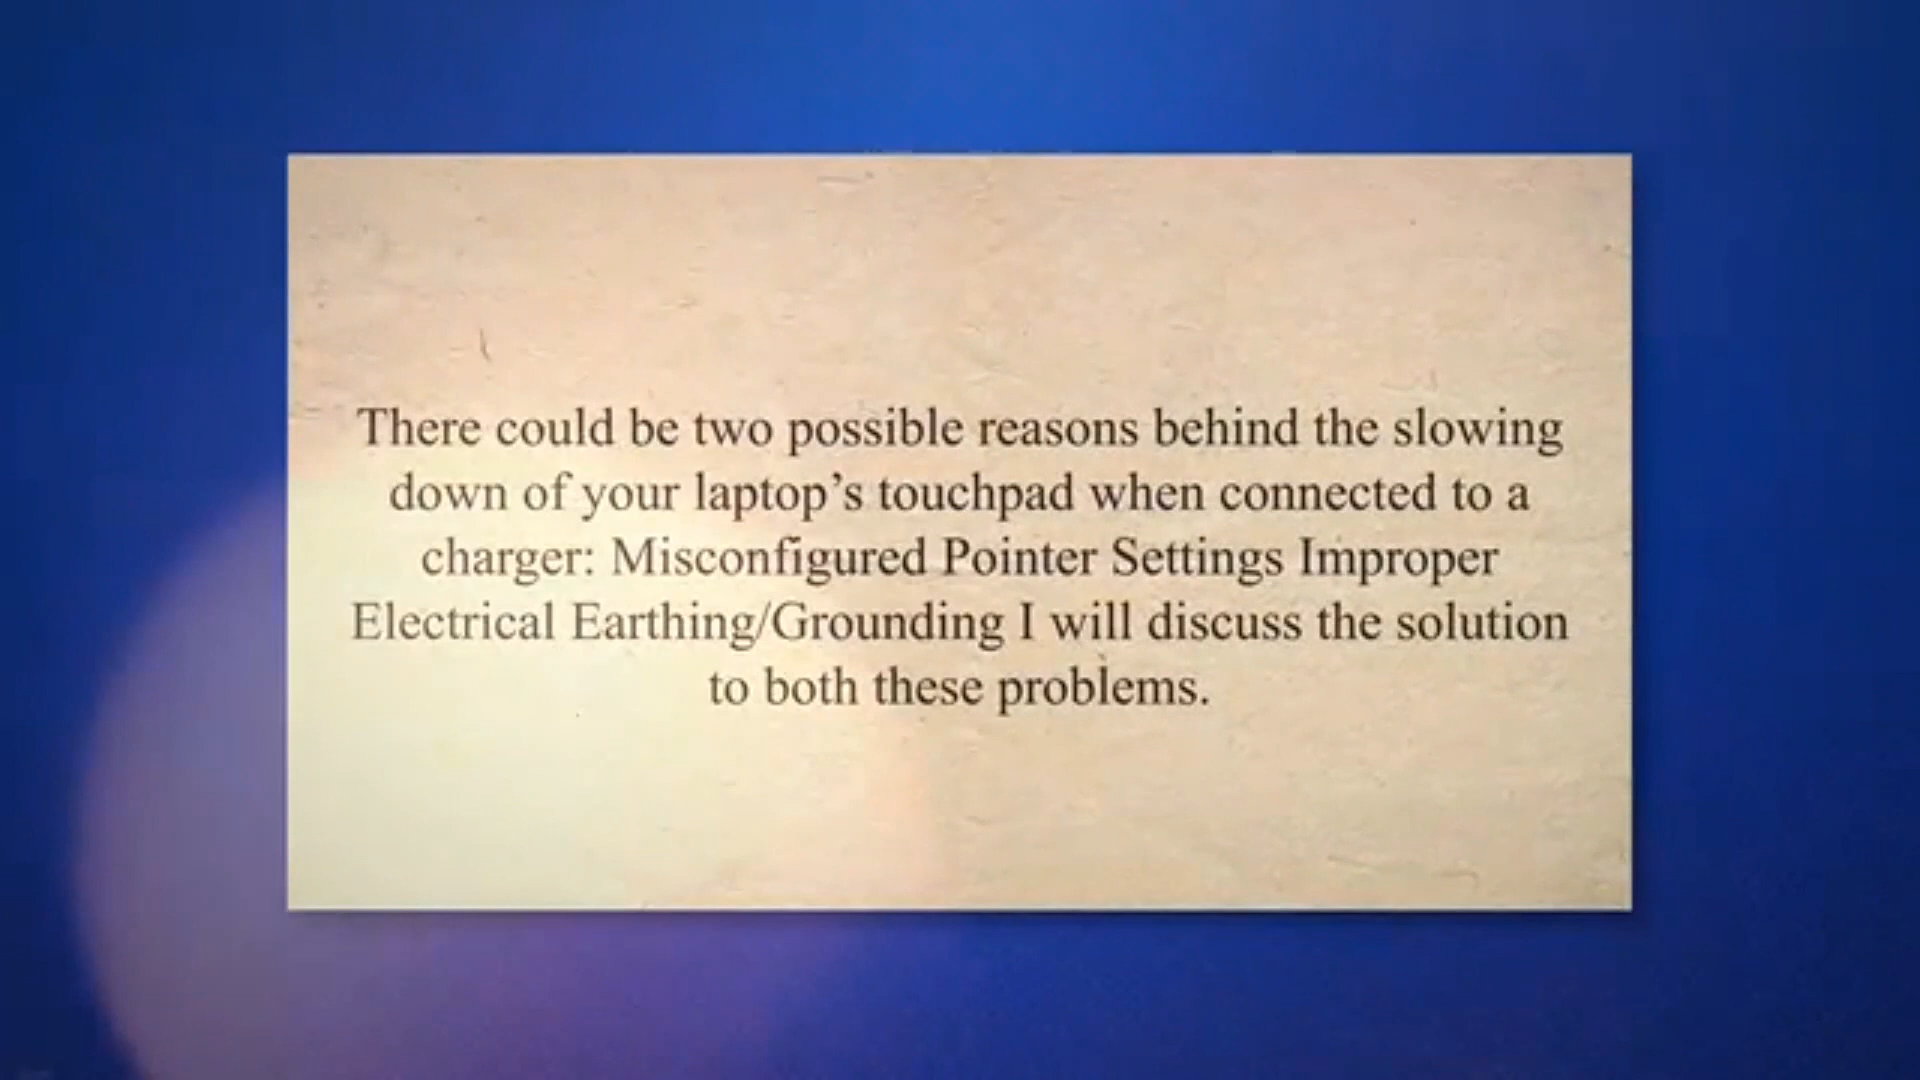 There could be two possible reasons behind the slowing
down of your laptop’s touchpad when connected to a
charger: Misconfigured Pointer Settings Improper
Electrical Earthing/Grounding I will discuss the solution
to both these problems.